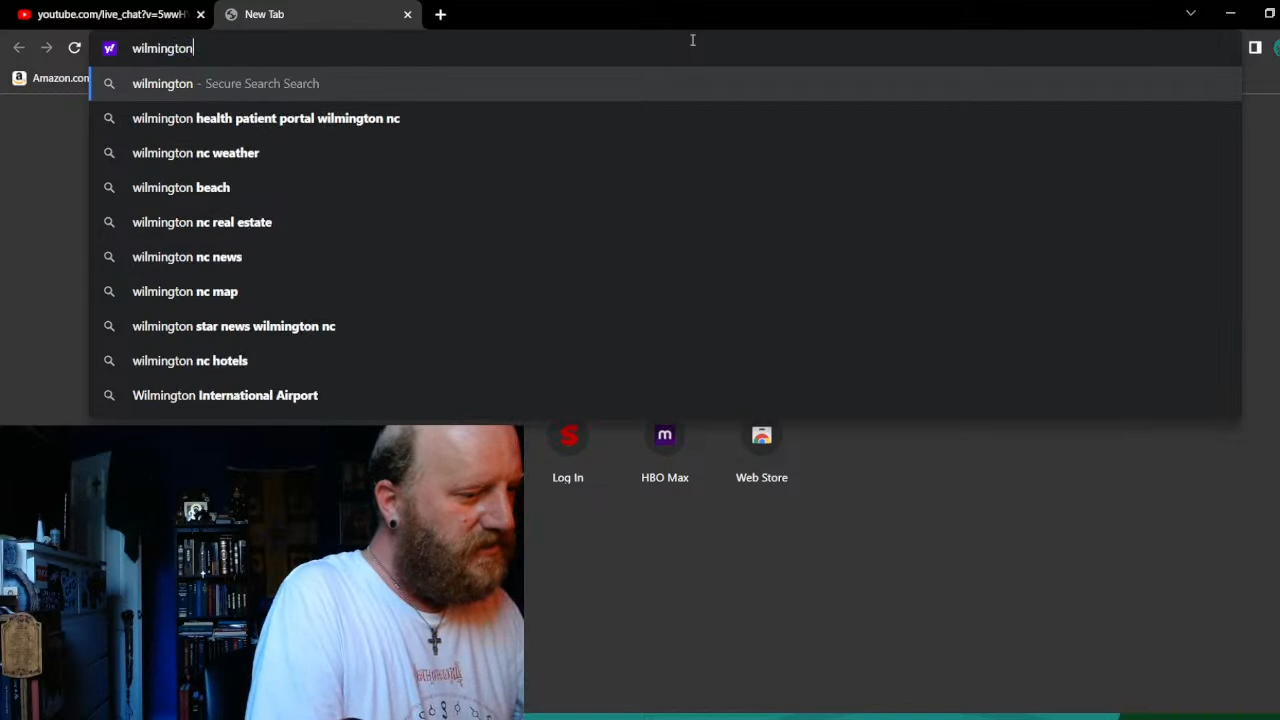 youtube.com/live_chat?v=5wwH
New Tab
wilmington
Amazon.con
wilmington - Secure Search Search
wilmington health patient portal wilmington nc
wilmington nc weather
wilmington beach
wilmington nc real estate
wilmington nc news
wilmington nc map
wilmington star news wilmington nc
wilmington nc hotels
Wilmington International Airport
Log In
HBO Max
Web Store